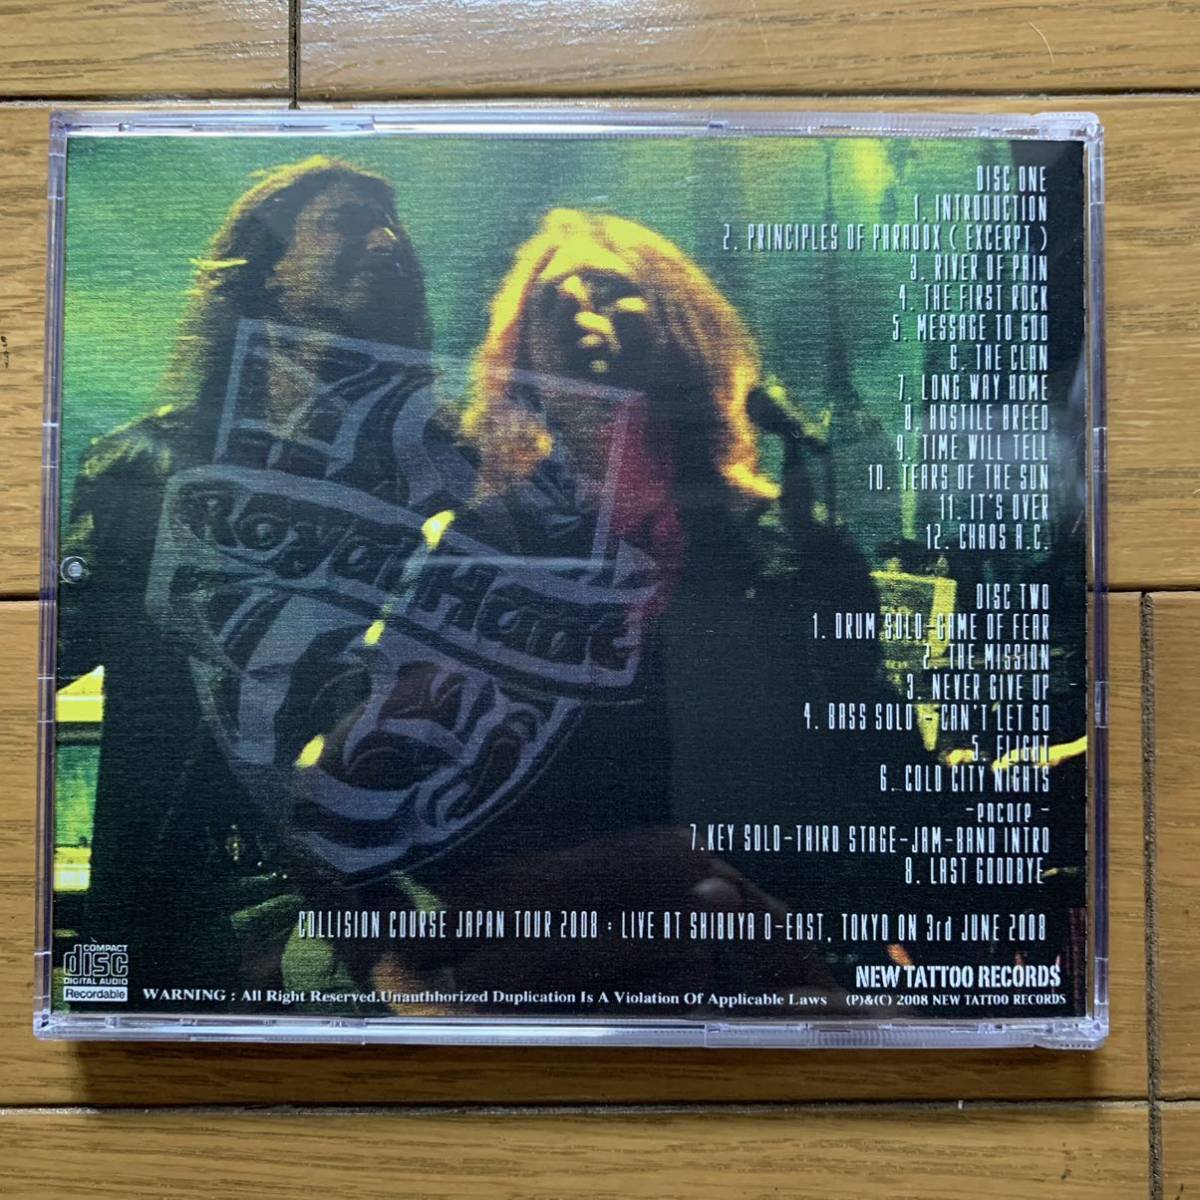 DISC ONE
1. INTRODUCTION
2. PRINCIPLES OF PARADOX ( EXCERPT )
3. RIVER OF PAIN
4. THE FIRST ROCK
5. MESSAGE TO GOD
6. THE CLAN
7. LONG WAY HOME
8. HOSTILE BREED
9. TIME WILL TELL
10. TEARS OF THE SUN
11. IT'S OVER
12. CHAOS A.C.
Royal Hunt
DISC TWO
1. DRUM SOLO-GAME OF FEAR
2. THE MISSION
3. NEVER GIVE UP
4. BASS SOLO - CAN'T LET GO
5. FLIGHT
6. COLD CITY NIGHTS
-encore -
7.KEY SOLO-THIRD STAGE-JAM-BAND INTRO
8. LAST GOODBYE
COLLISION COURSE JAPAN TOUR 2008 : LIVE AT SHIBUYA O-EAST, TOKYO ON 3rd JUNE 2008
NEW TATTOO RECORDS
COMPACT
disc
DIGITAL AUDIO
Recordable
WARNING : All Right Reserved.Unauthhorized Duplication Is A Violation Of Applicable Laws
(P)&(C) 2008 NEW TATTOO RECORDS